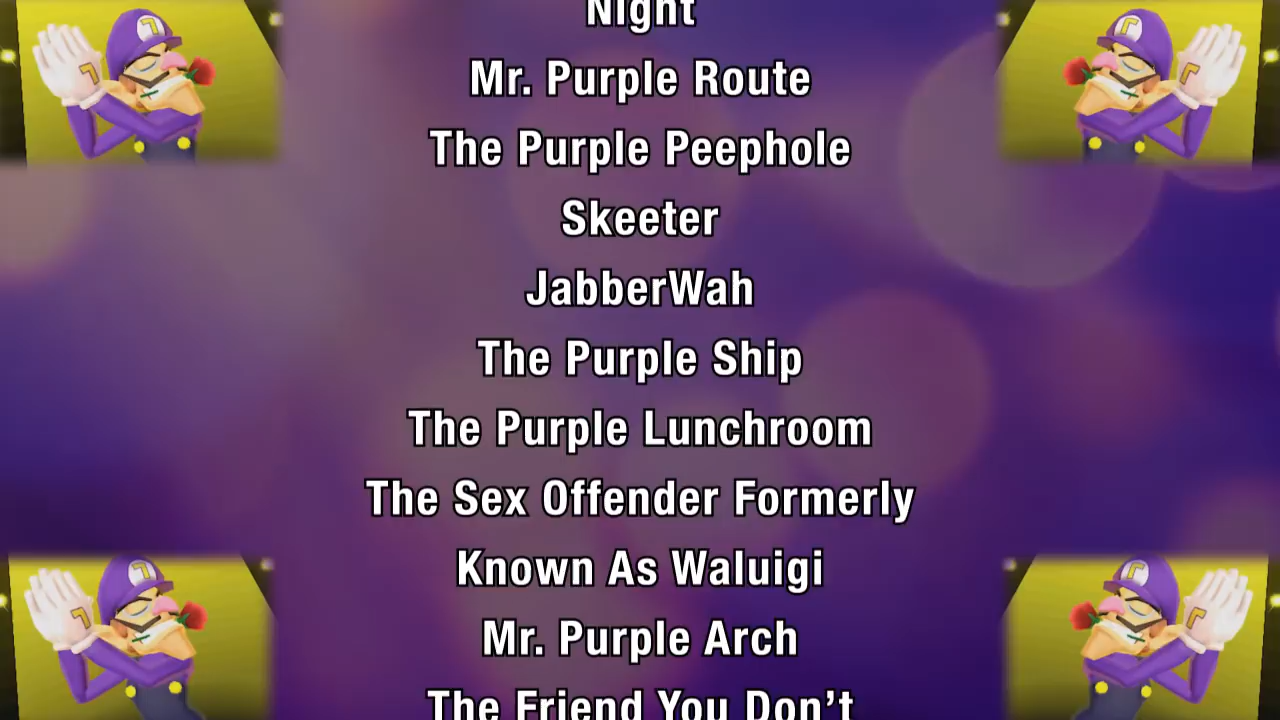 Night
Mr. Purple Route
The Purple Peephole
Skeeter
JabberWah
The Purple Ship
The Purple Lunchroom
The Sex Offender Formerly
Known As Waluigi
Mr. Purple Arch
The Friend You Don’t